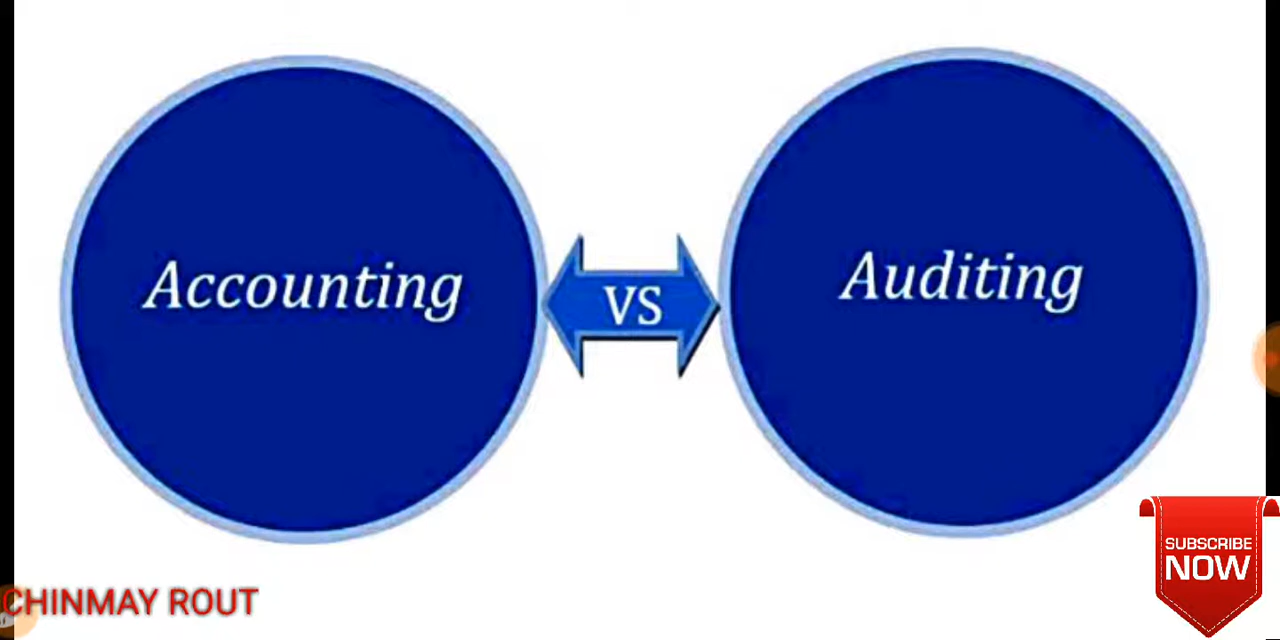 Accounting
VS
Auditing
SUBSCRIBE
NOW
CHINMAY ROUT